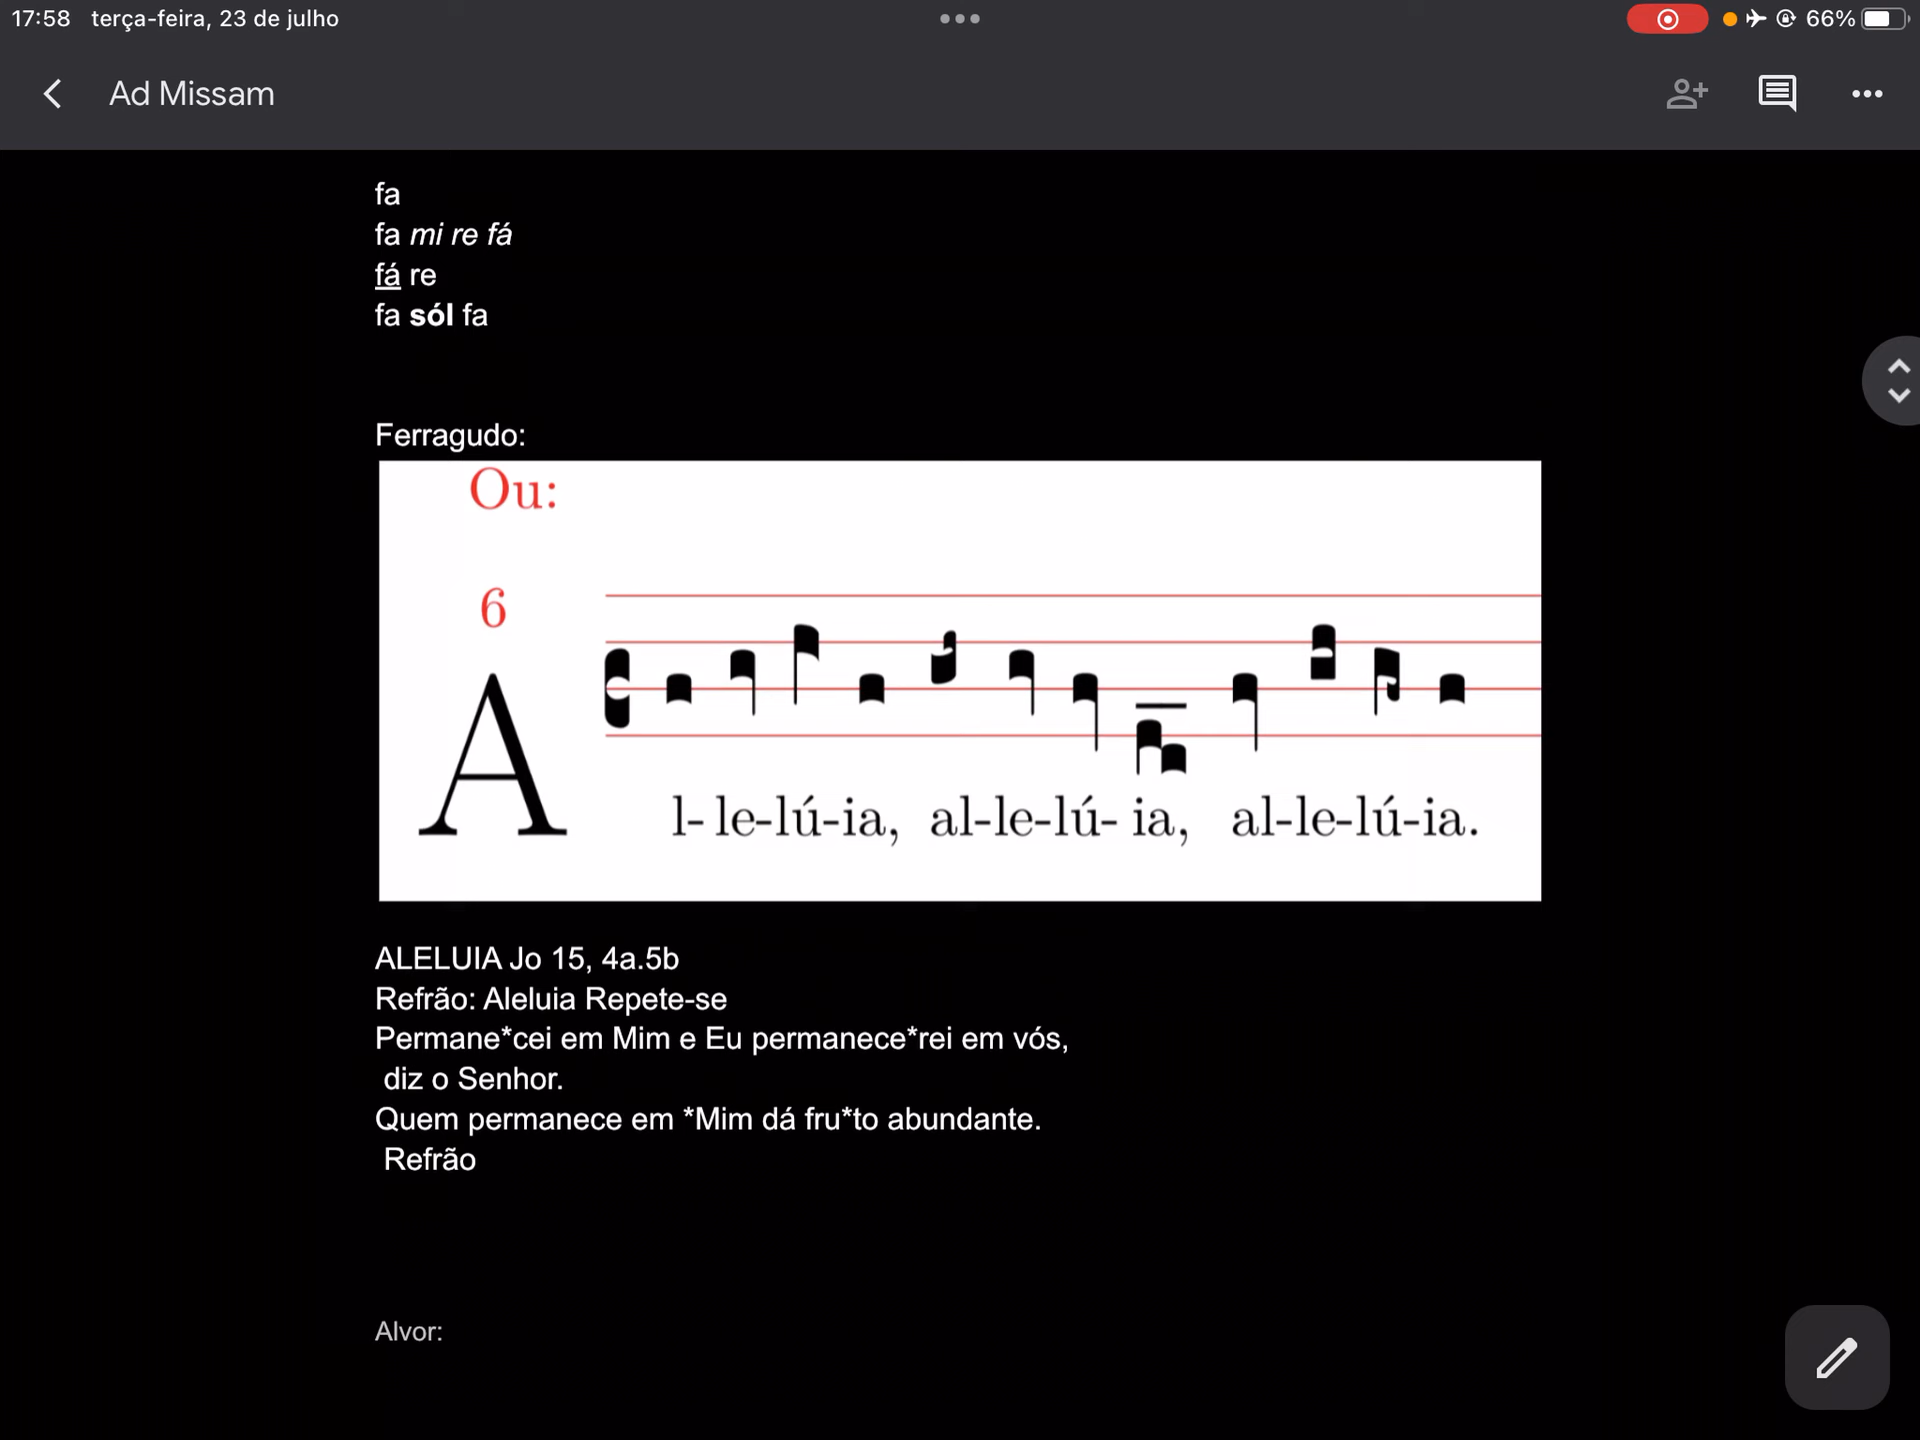 17:58 terça-feira, 23 de julho 66%
Ad Missam
fa
fa mi re fá
fá re
fa sól fa
Ferragudo:
Ou:
6
Al-le-lú-ia, al-le-lú-ia, al-le-lú-ia.
ALELUIA Jo 15, 4a.5b
Refrão: Aleluia Repete-se
Permane*cei em Mim e Eu permanece*rei em vós,
diz o Senhor.
Quem permanece em *Mim dá fru*to abundante.
Refrão
Alvor: